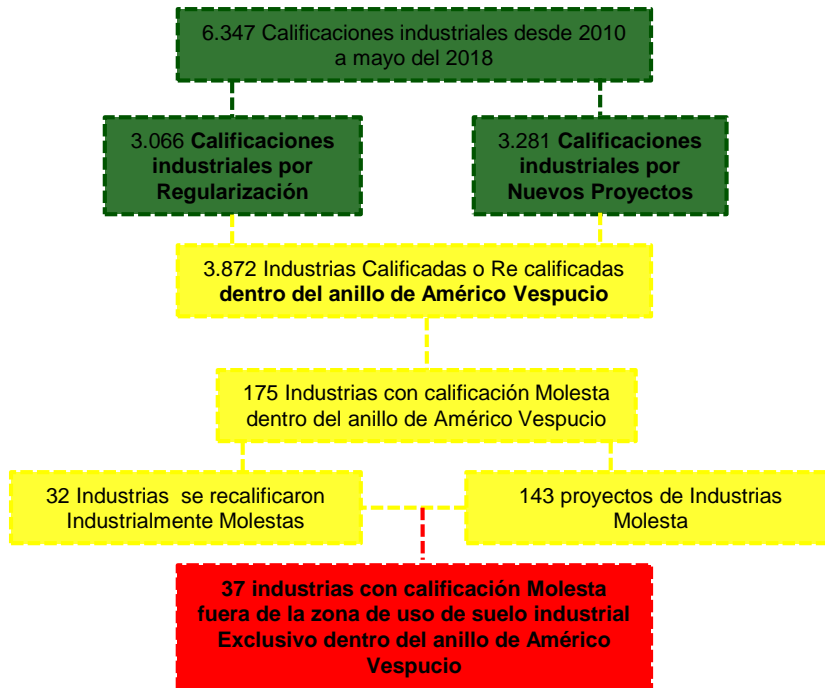 6.347 Calificaciones industriales desde 2010
a mayo del 2018
3.066 Calificaciones
industriales por
Regularización
3.281 Calificaciones
industriales por
Nuevos Proyectos
3.872 Industrias Calificadas o Re calificadas
dentro del anillo de Américo Vespucio
175 Industrias con calificación Molesta
dentro del anillo de Américo Vespucio
32 Industrias se recalificaron
Industrialmente Molestas
143 proyectos de Industrias
Molesta
37 industrias con calificación Molesta
fuera de la zona de uso de suelo industrial
Exclusivo dentro del anillo de Américo
Vespucio